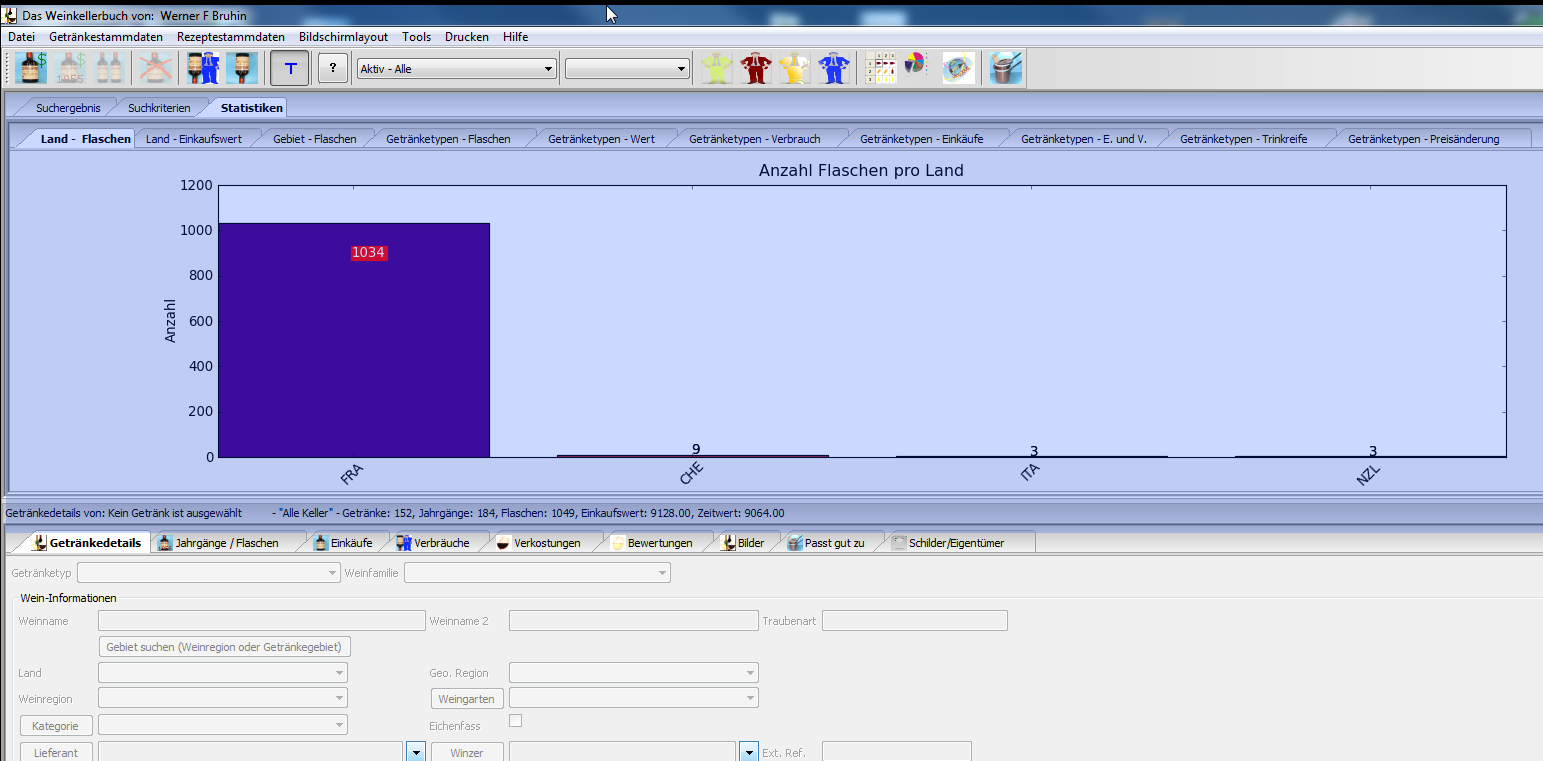 Das Weinkellerbuch von: Werner F Bruhin
Datei Getränkestammdaten Rezeptestammdaten Bildschirmlayout Tools Drucken Hilfe
$ $ 1855 T ? Aktiv - Alle
Suchergebnis Suchkriterien Statistiken
Land - Flaschen Land - Einkaufswert Gebiet - Flaschen Getränketypen - Flaschen Getränketypen - Wert Getränketypen - Verbrauch Getränketypen - Einkäufe Getränketypen - E. und V. Getränketypen - Trinkreife Getränketypen - Preisänderung
Anzahl Flaschen pro Land
1200
1000
800
600
400
200
0
Anzahl
1034
9
3
3
FRA CHE ITA NZL
Getränkedetails von: Kein Getränk ist ausgewählt - "Alle Keller" - Getränke: 152, Jahrgänge: 184, Flaschen: 1049, Einkaufswert: 9128.00, Zeitwert: 9064.00
Getränkedetails Jahrgänge / Flaschen Einkäufe Verbräuche Verkostungen Bewertungen Bilder Passt gut zu Schilder/Eigentümer
Getränketyp Weinfamilie
Wein-Informationen
Weinname Weinname 2 Traubenart
Gebiet suchen (Weinregion oder Getränkegebiet)
Land Geo. Region
Weinregion Weingarten
Kategorie Eichenfass
Lieferant Winzer Ext. Ref.